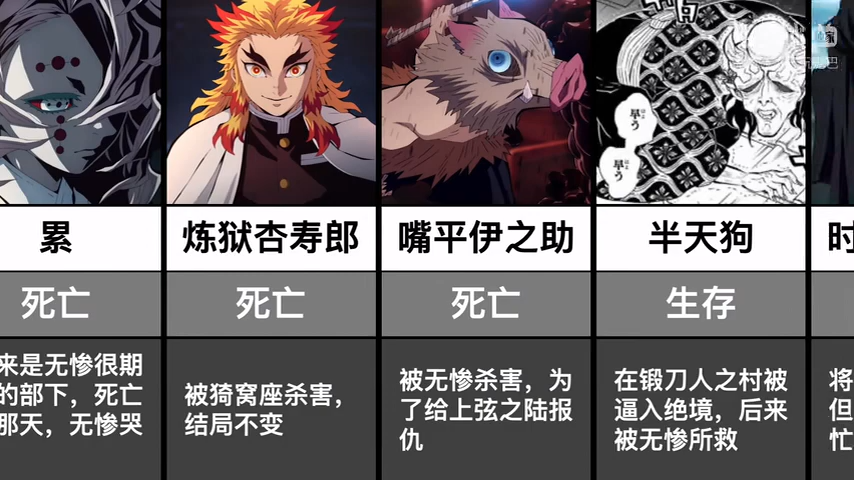 累
炼狱杏寿郎
嘴平伊之助
半天狗
时
死亡
死亡
死亡
生存
来是无惨很期
的部下，死亡
那天，无惨哭
被猗窝座杀害，
结局不变
被无惨杀害，为
了给上弦之陆报
仇
在锻刀人之村被
逼入绝境，后来
被无惨所救
将
但
忙
早う
早う